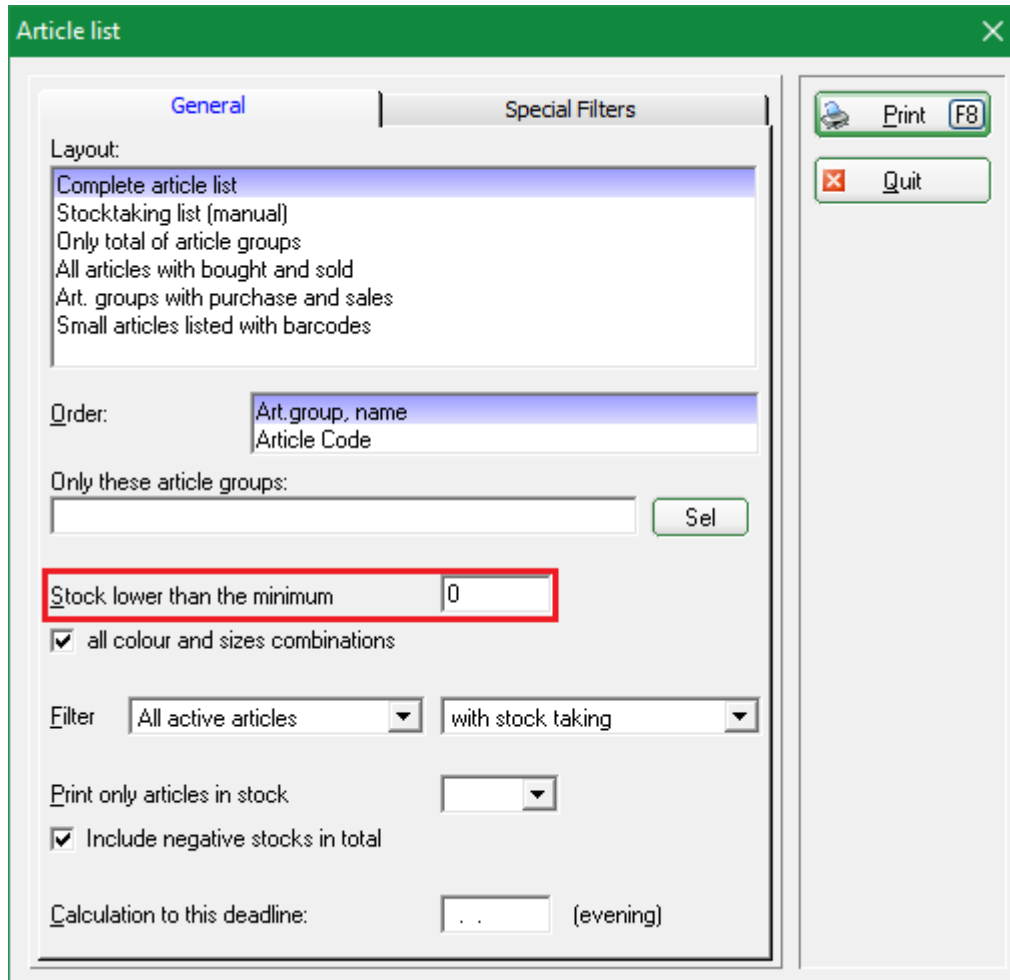 Article list
General
Special Filters
Print F8
Quit
Layout:
Complete article list
Stocktaking list (manual)
Only total of article groups
All articles with bought and sold
Art. groups with purchase and sales
Small articles listed with barcodes
Order:
Art.group, name
Article Code
Only these article groups:
Sel
Stock lower than the minimum 0
all colour and sizes combinations
Filter All active articles with stock taking
Print only articles in stock
Include negative stocks in total
Calculation to this deadline: . . (evening)